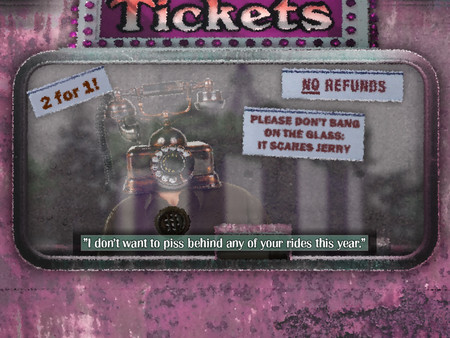 Tickets
2 for 1!
NO REFUNDS
PLEASE DON'T BANG
ON THE GLASS:
IT SCARES JERRY
"I don't want to piss behind any of your rides this year."